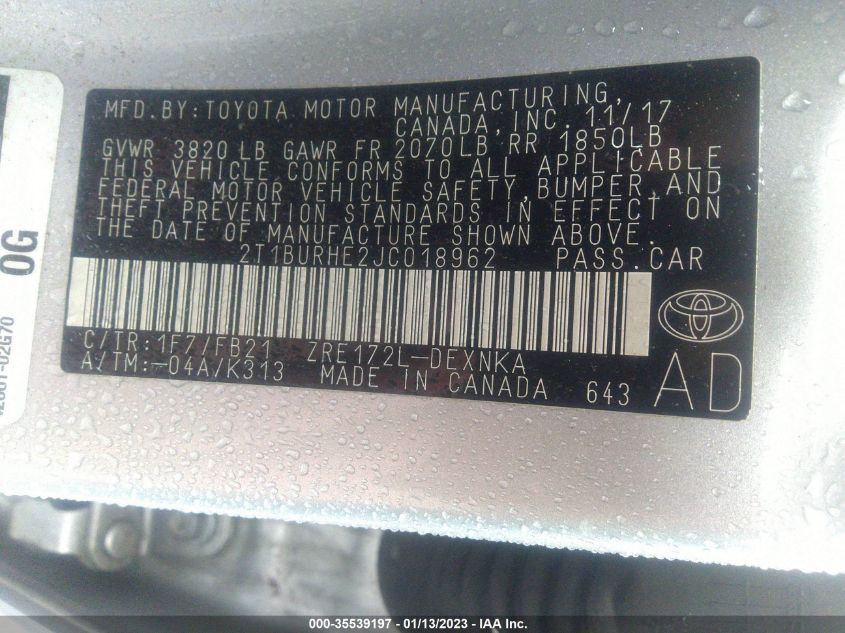 MFD.BY:TOYOTA MOTOR MANUFACTURING,
CANADA,INC. 11/17
GVWR 3820 LB GAWR FR 2070LB RR 1850LB
THIS VEHICLE CONFORMS TO ALL APPLICABLE
FEDERAL MOTOR VEHICLE SAFETY,BUMPER,AND
THEFT PREVENTION STANDARDS IN EFFECT ON
THE DATE OF MANUFACTURE SHOWN ABOVE.
2T1BURHE2JC018962 PASS.CAR
C/TR:1F7/FB21 ZRE172L-DEXNKA
A/TM:-04A/K313 MADE IN CANADA 643
AD
0G
000-35539197 - 01/13/2023 - IAA Inc.